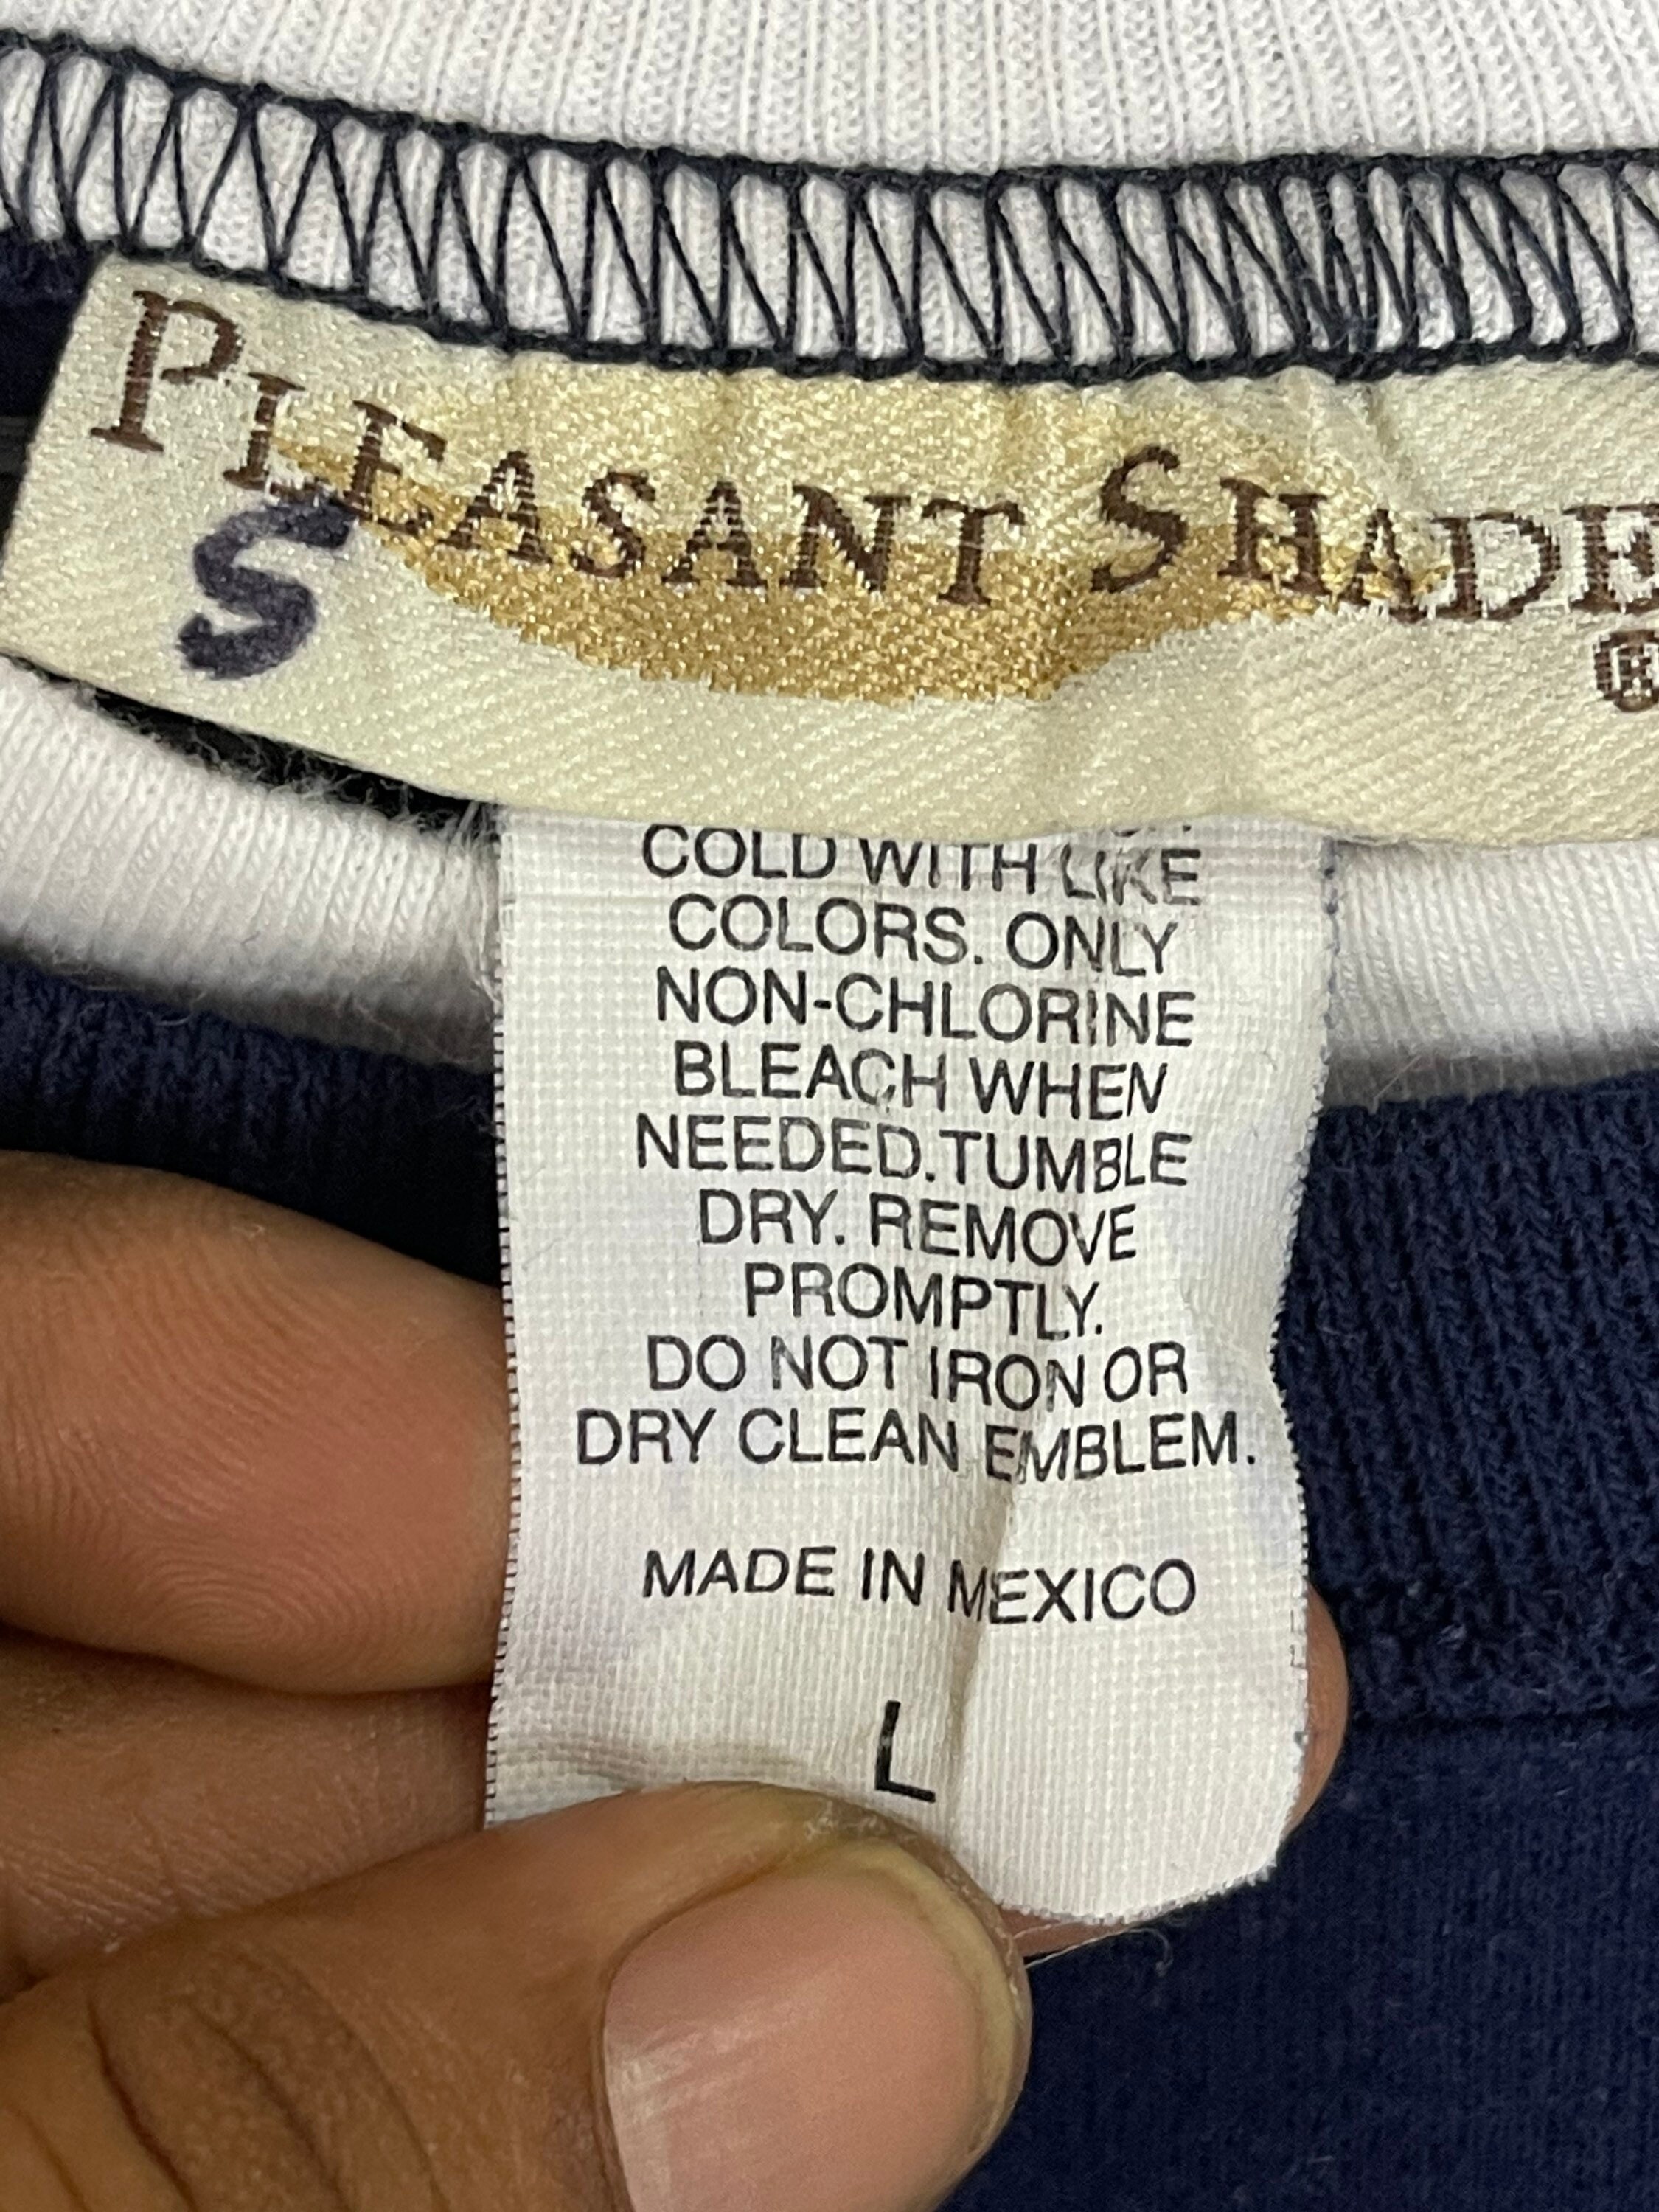 PLEASANT SHADE
®
S
COLD WITH LIKE
COLORS. ONLY
NON-CHLORINE
BLEACH WHEN
NEEDED.TUMBLE
DRY. REMOVE
PROMPTLY.
DO NOT IRON OR
DRY CLEAN EMBLEM.
MADE IN MEXICO
L